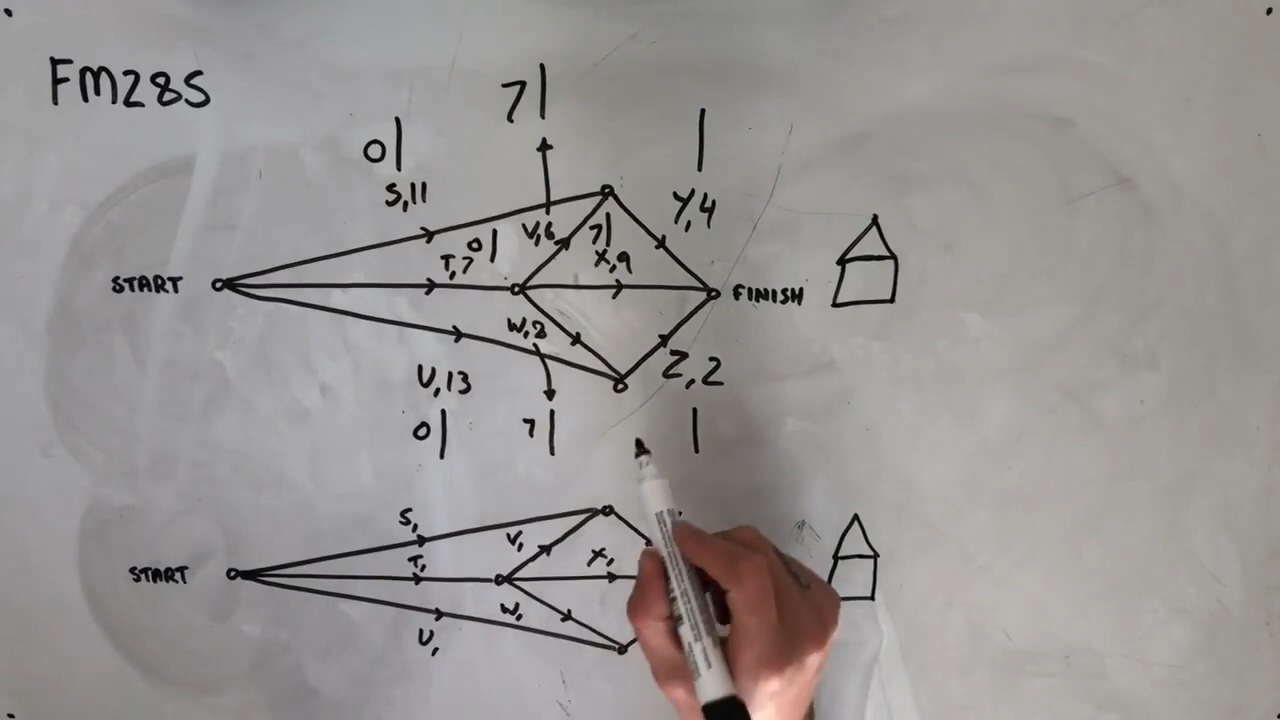 FM28S
7|
0|
|
S,11
Y,4
0|
V,6
7|
T,7
X,9
START
FINISH
W,8
Z,2
U,13
0|
7|
|
S,
V,
X,
T,
START
W,
U,